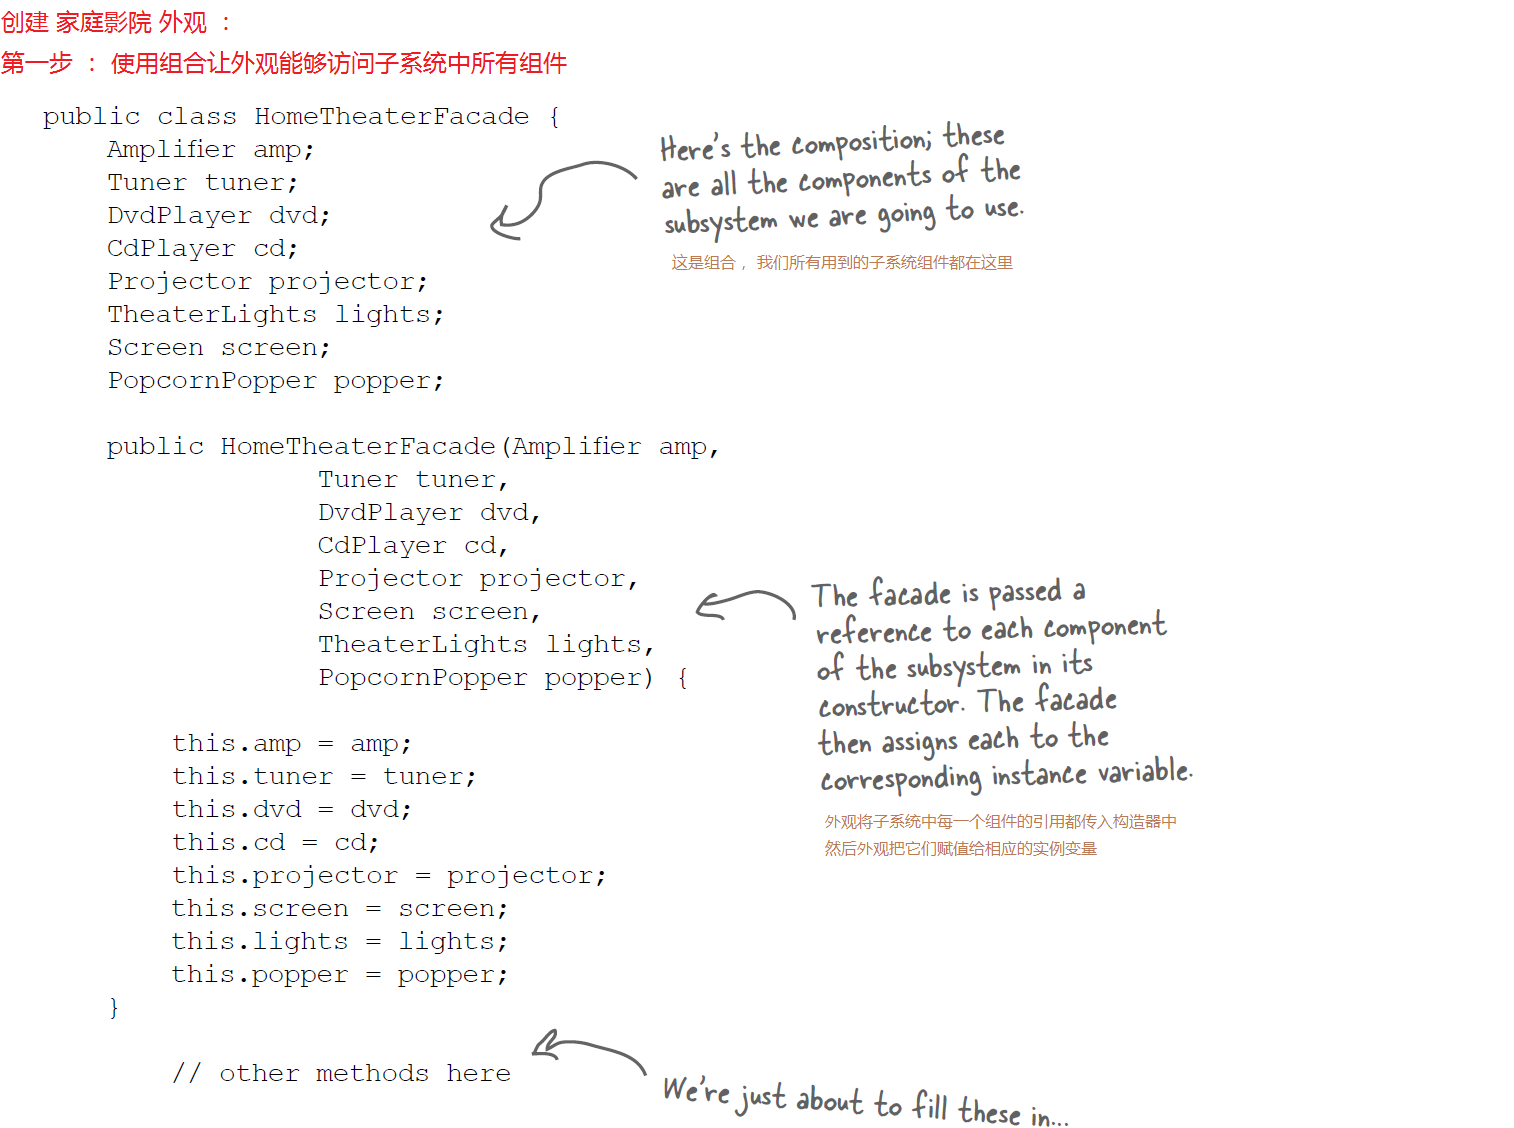 创建 家庭影院 外观 ：
第一步 ： 使用组合让外观能够访问子系统中所有组件
public class HomeTheaterFacade {
Amplifier amp;
Tuner tuner;
DvdPlayer dvd;
CdPlayer cd;
Projector projector;
TheaterLights lights;
Screen screen;
PopcornPopper popper;
Here's the composition; these
are all the components of the
subsystem we are going to use.
这是组合 ， 我们所有用到的子系统组件都在这里
public HomeTheaterFacade(Amplifier amp,
Tuner tuner,
DvdPlayer dvd,
CdPlayer cd,
Projector projector,
Screen screen,
TheaterLights lights,
PopcornPopper popper) {
The facade is passed a
reference to each component
of the subsystem in its
constructor. The facade
then assigns each to the
corresponding instance variable.
外观将子系统中每一个组件的引用都传入构造器中
然后外观把它们赋值给相应的实例变量
this.amp = amp;
this.tuner = tuner;
this.dvd = dvd;
this.cd = cd;
this.projector = projector;
this.screen = screen;
this.lights = lights;
this.popper = popper;
}
// other methods here
We're just about to fill these in...